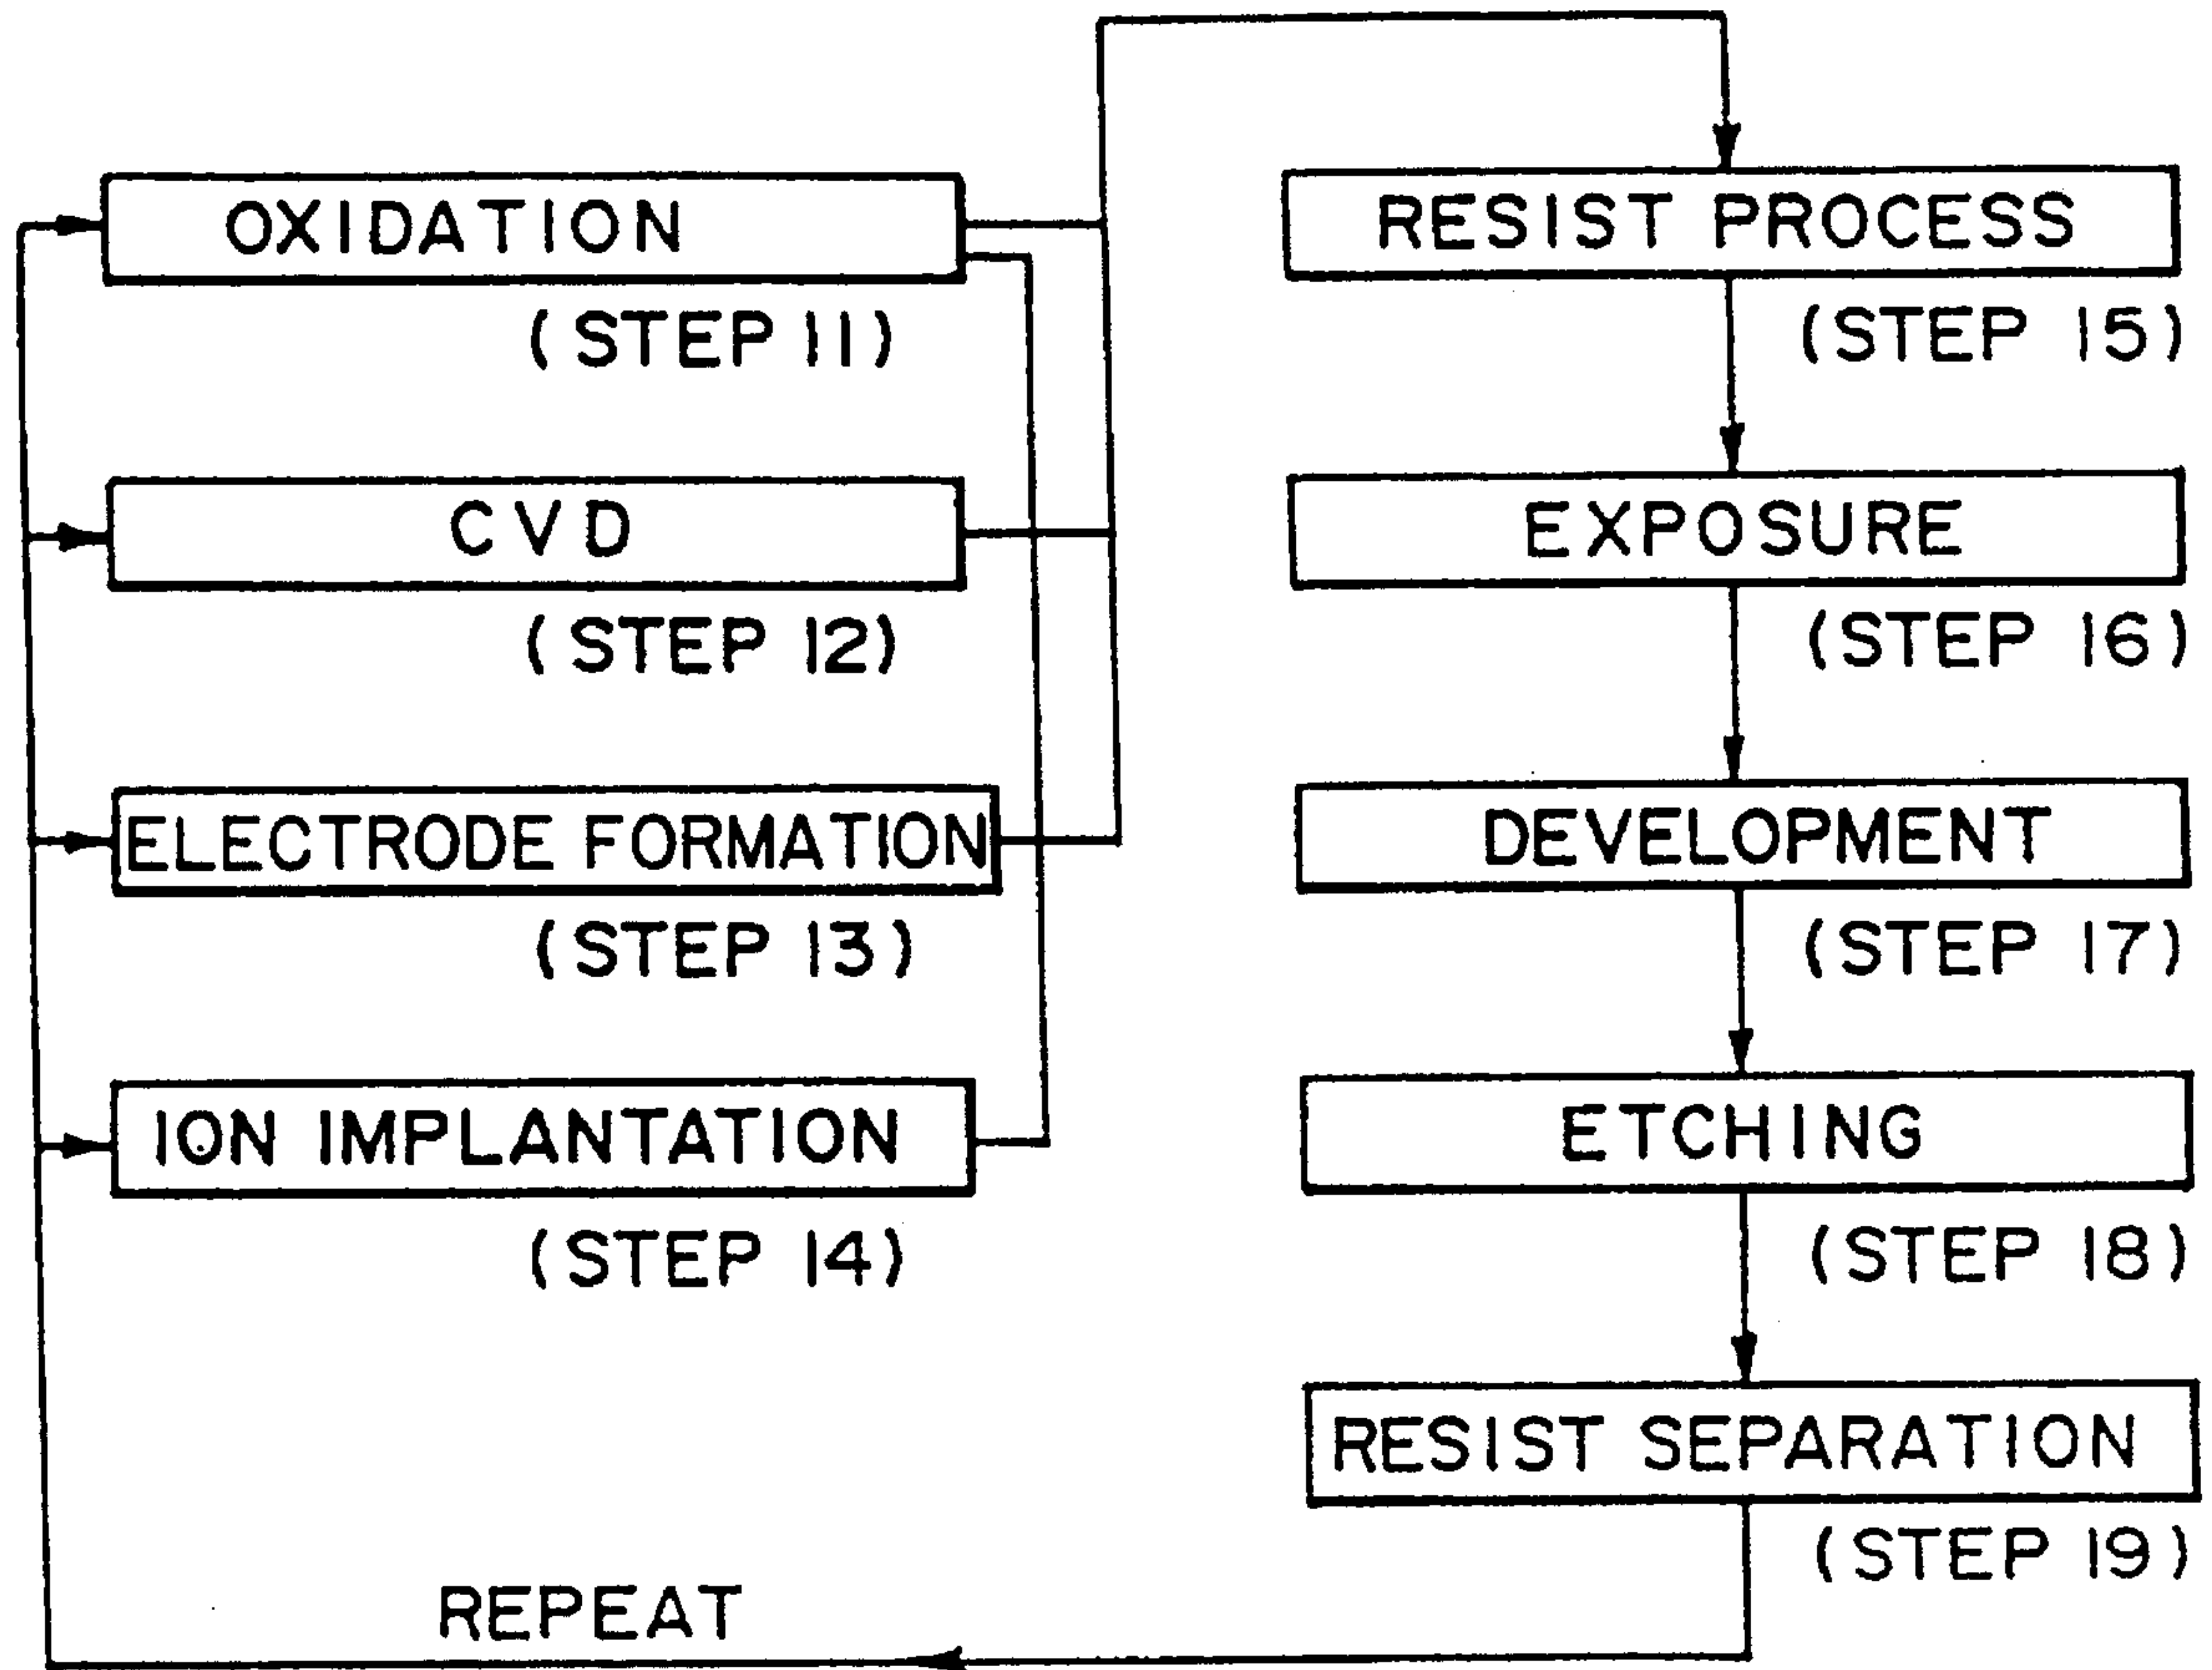 OXIDATION
(STEP 11)
CVD
(STEP 12)
ELECTRODE FORMATION
(STEP 13)
ION IMPLANTATION
(STEP 14)
RESIST PROCESS
(STEP 15)
EXPOSURE
(STEP 16)
DEVELOPMENT
(STEP 17)
ETCHING
(STEP 18)
RESIST SEPARATION
(STEP 19)
REPEAT